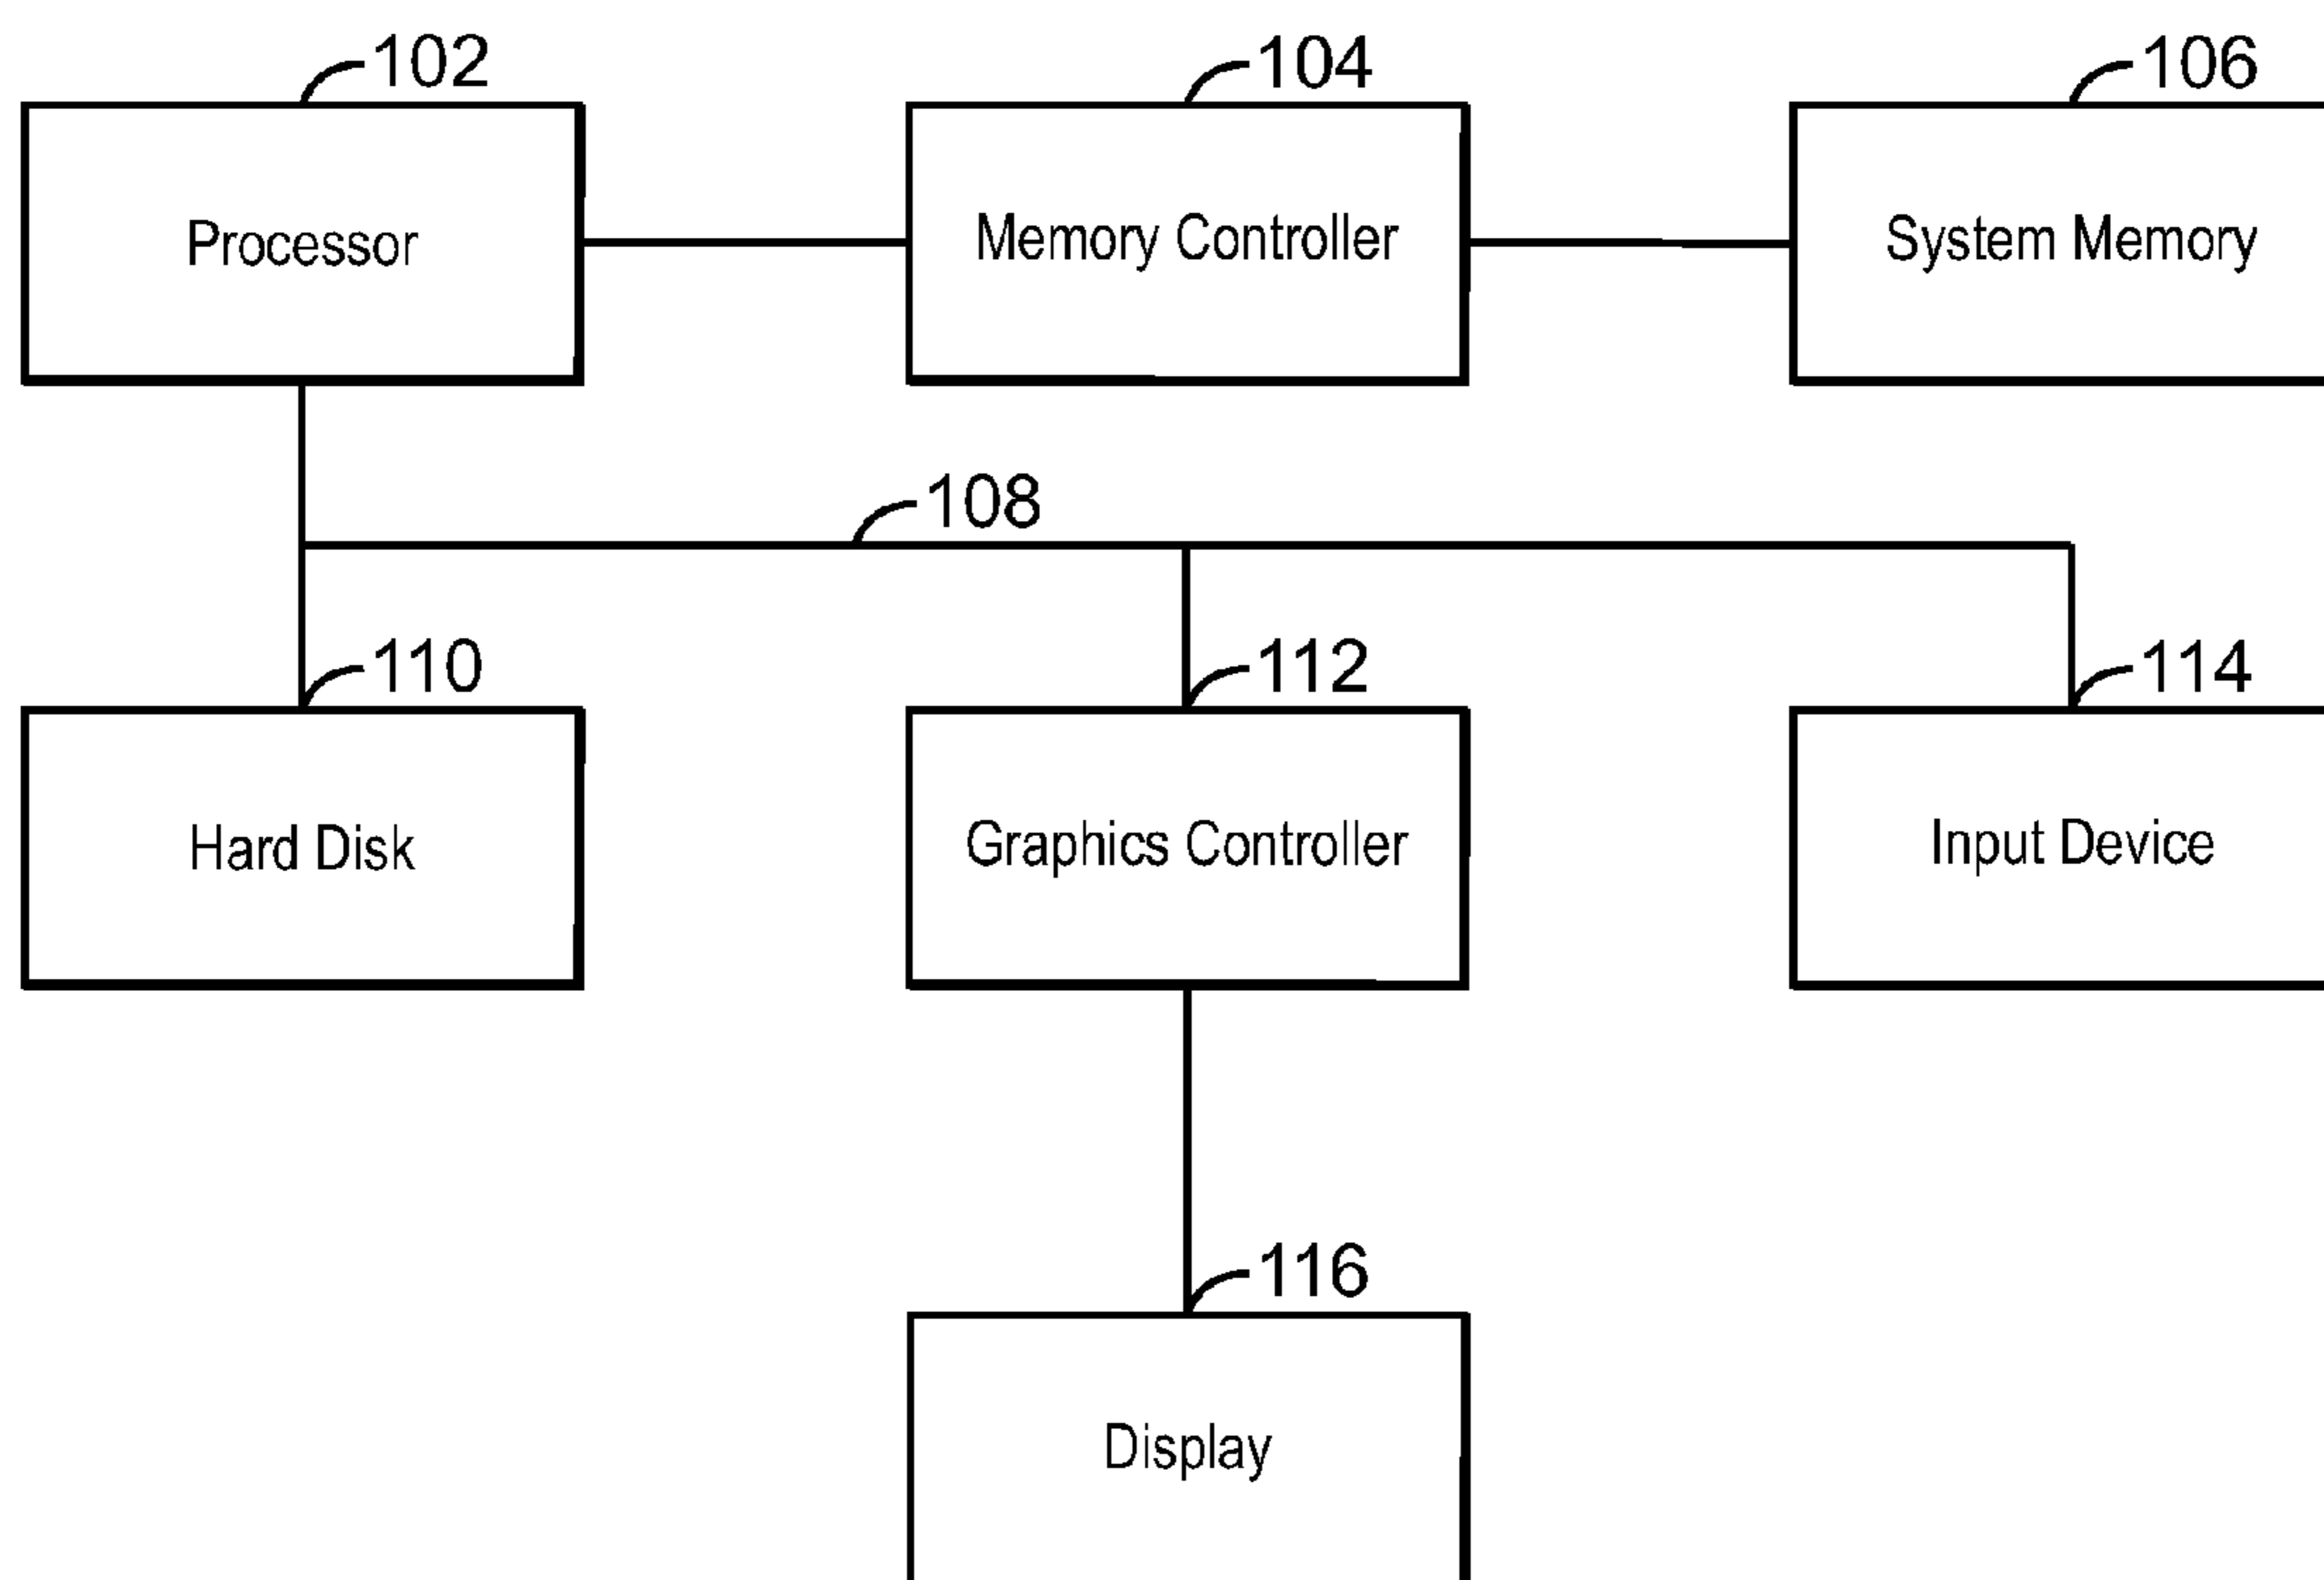 102
104
106
Processor
Memory Controller
System Memory
108
110
112
114
Hard Disk
Graphics Controller
Input Device
116
Display